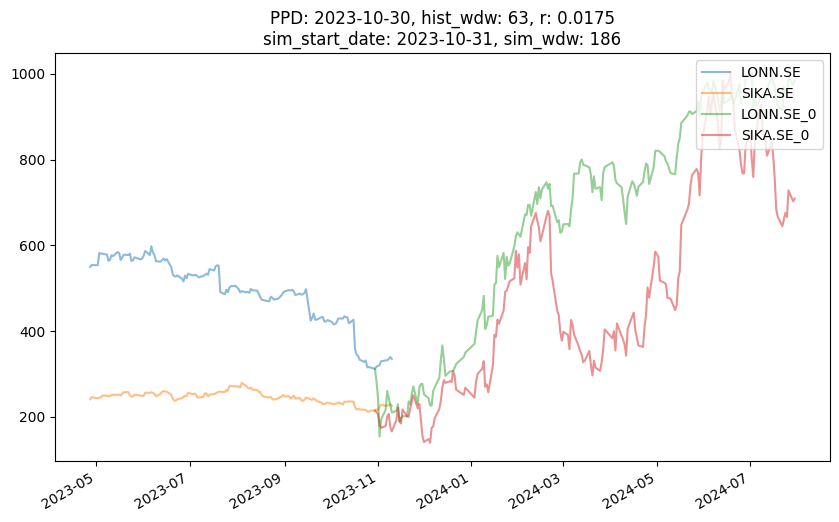 PPD: 2023-10-30, hist_wdw: 63, r: 0.0175
sim_start_date: 2023-10-31, sim_wdw: 186
LONN.SE
SIKA.SE
LONN.SE_0
SIKA.SE_0
1000
800
600
400
200
2023-05
2023-07
2023-09
2023-11
2024-01
2024-03
2024-05
2024-07